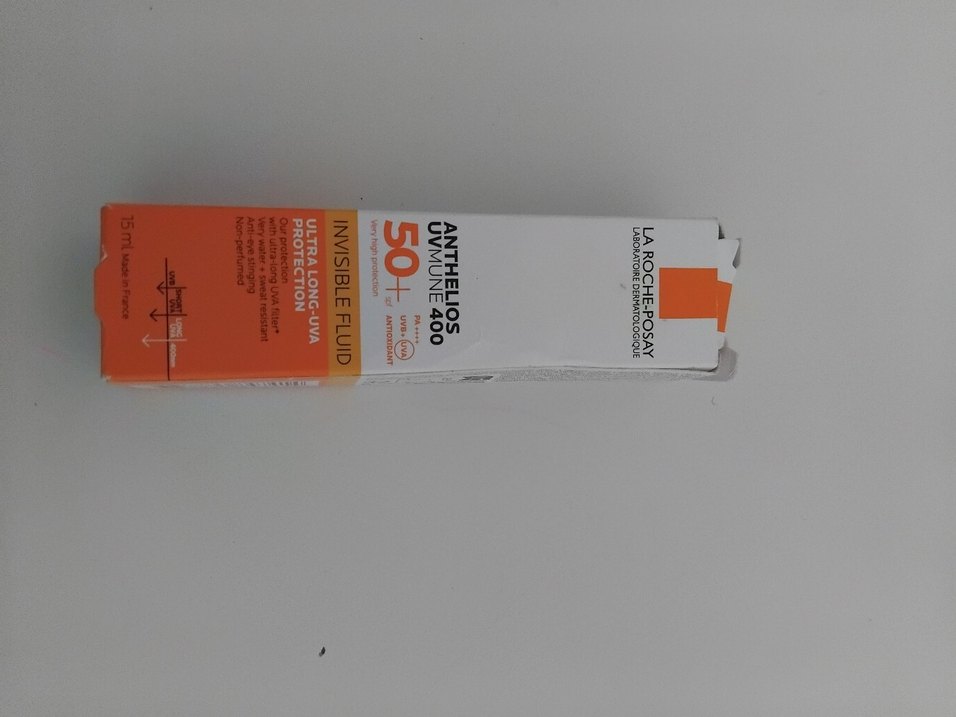 LA ROCHE-POSAY
LABORATOIRE DERMATOLOGIQUE
ANTHELIOS
UVMUNE 400
50+
SPF
PA ++++
UVB + UVA
ANTIOXIDANT
Very high protection
INVISIBLE FLUID
ULTRA LONG-UVA
PROTECTION
Our protection
with ultra-long UVA filter*
Very water + sweat resistant
Anti-eye stinging
Non-perfumed
UVB
SHORT
UVA
LONG
UVA
400nm
15 ml Made in France